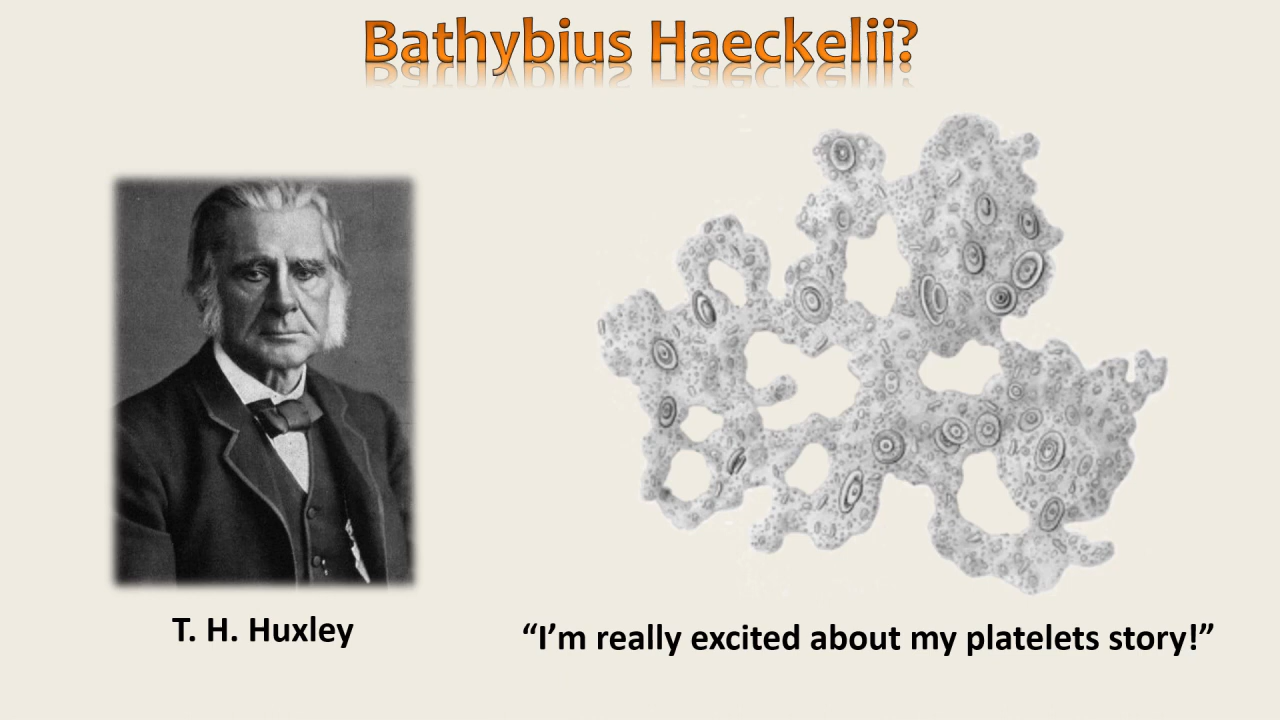 Bathybius Haeckelii?
T. H. Huxley
“I’m really excited about my platelets story!”